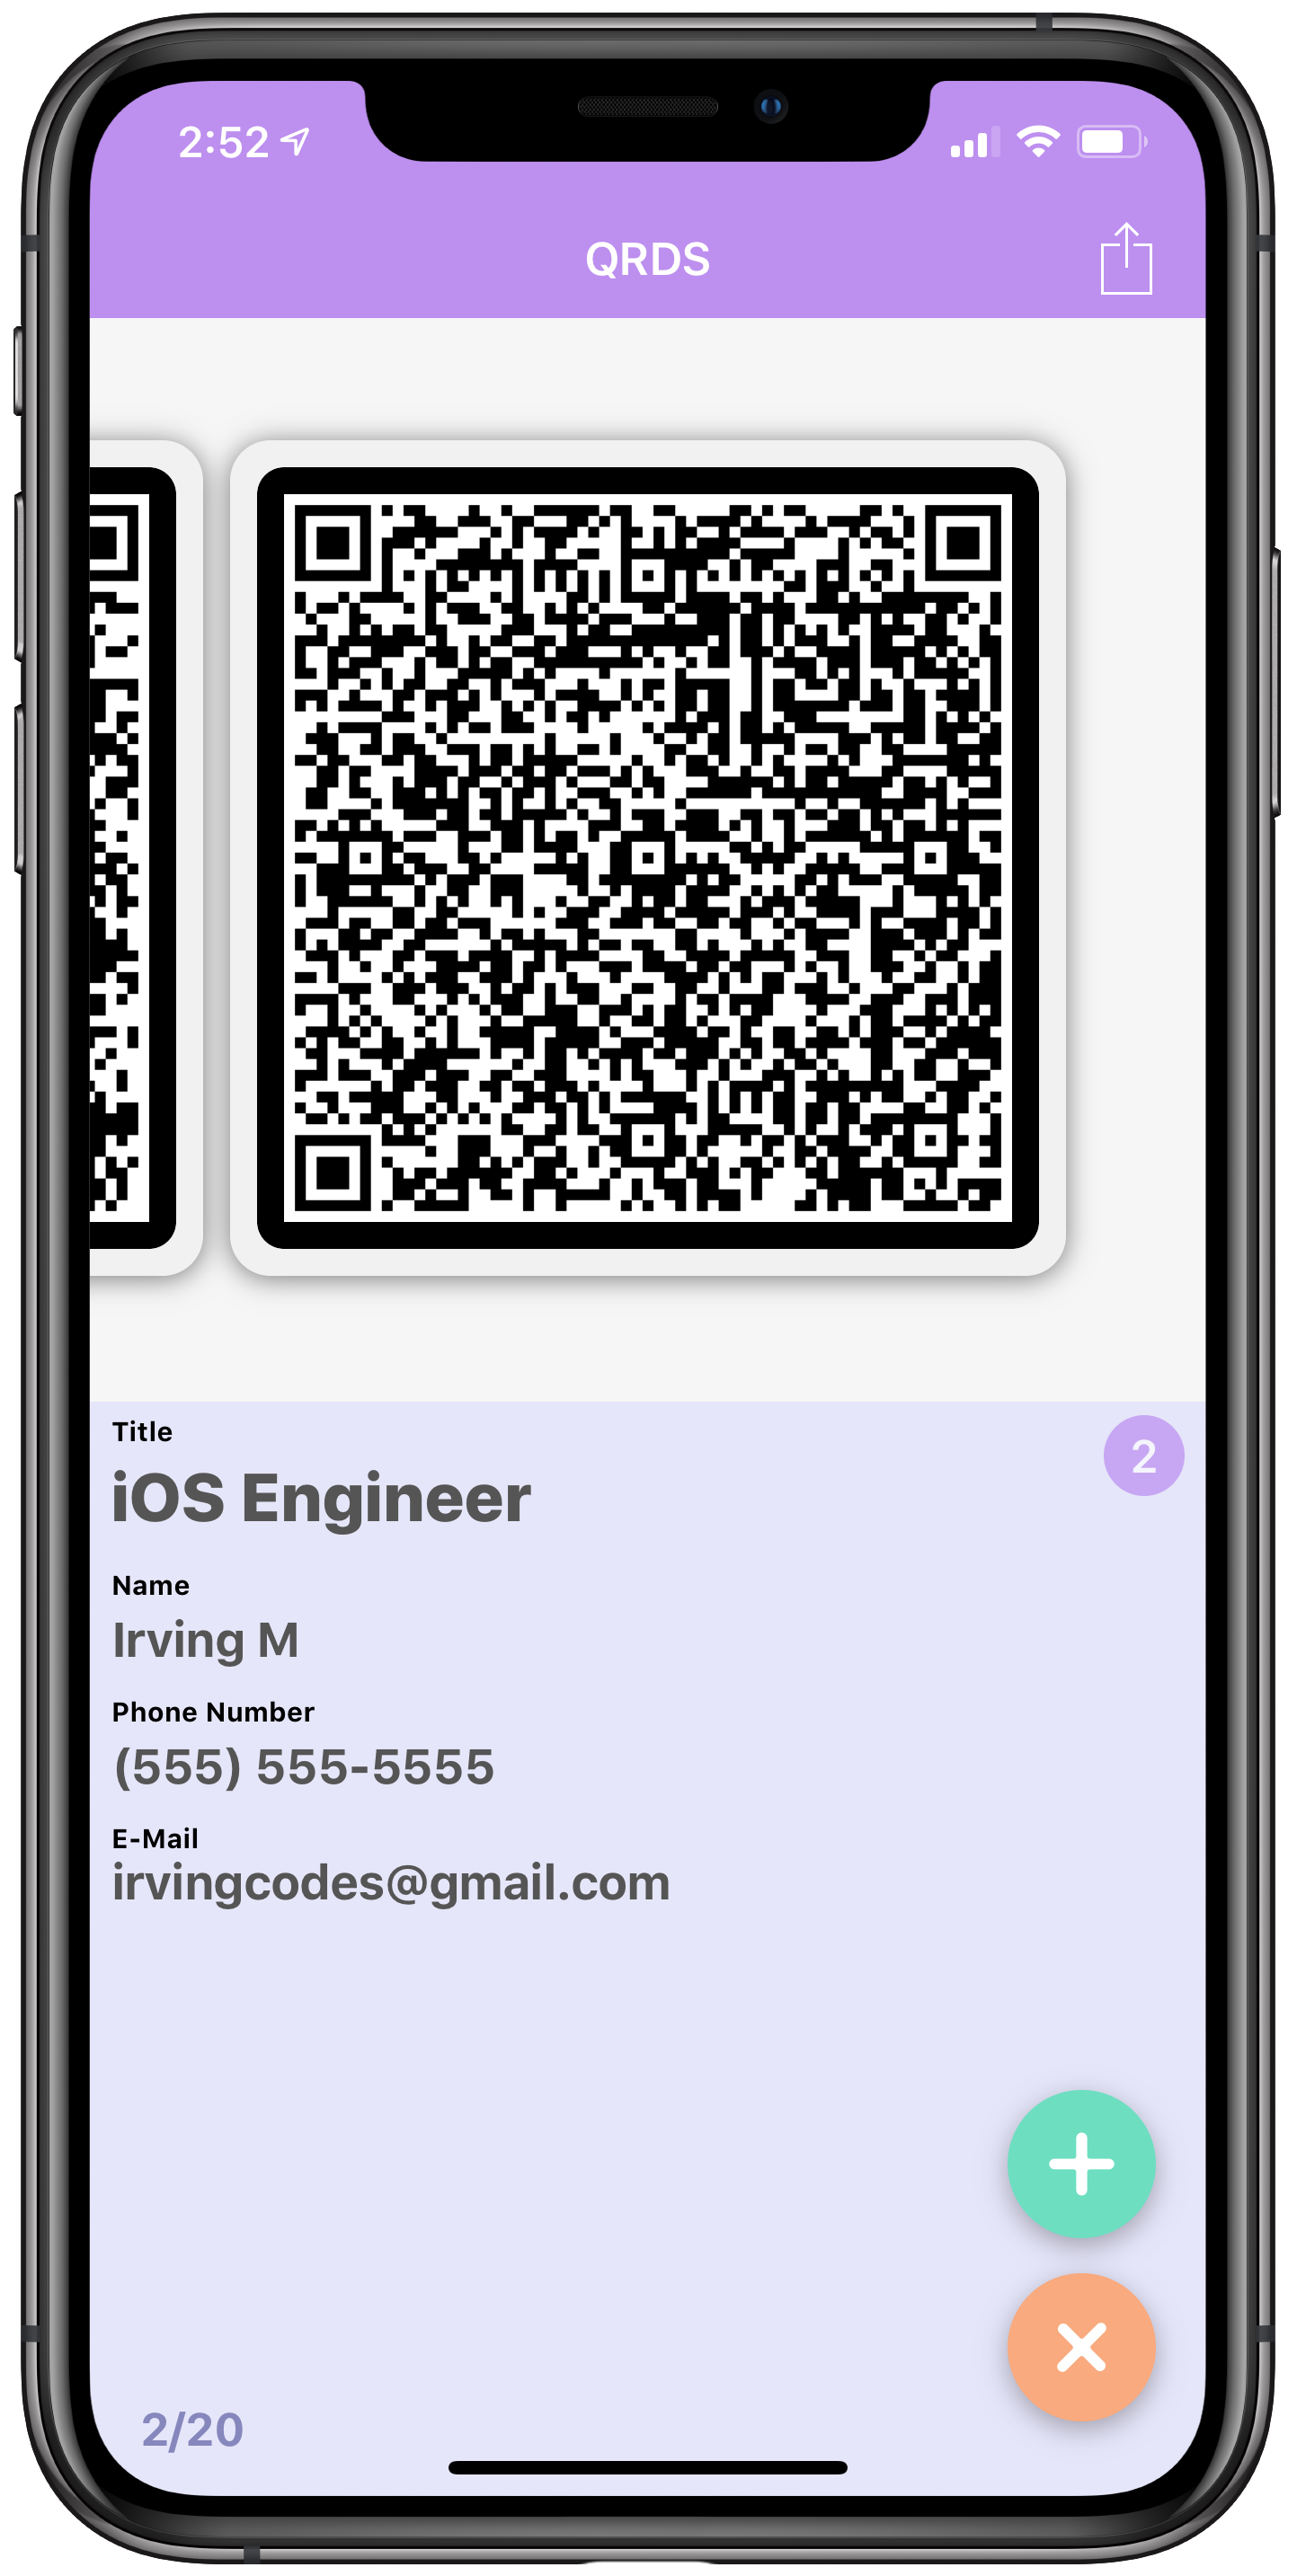 2:52
QRDS
Title
2
iOS Engineer
Name
Irving M
Phone Number
(555) 555-5555
E-Mail
irvingcodes@gmail.com
2/20